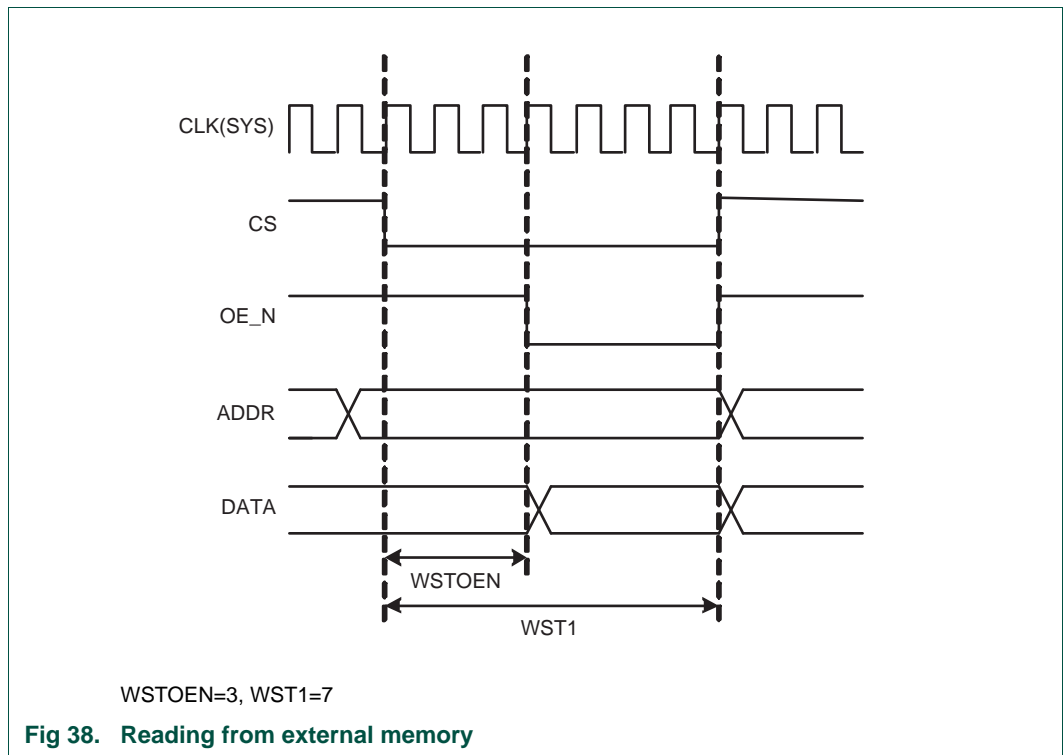 CLK(SYS)
CS
OE_N
ADDR
DATA
WSTOEN
WST1
WSTOEN=3, WST1=7
Fig 38. Reading from external memory